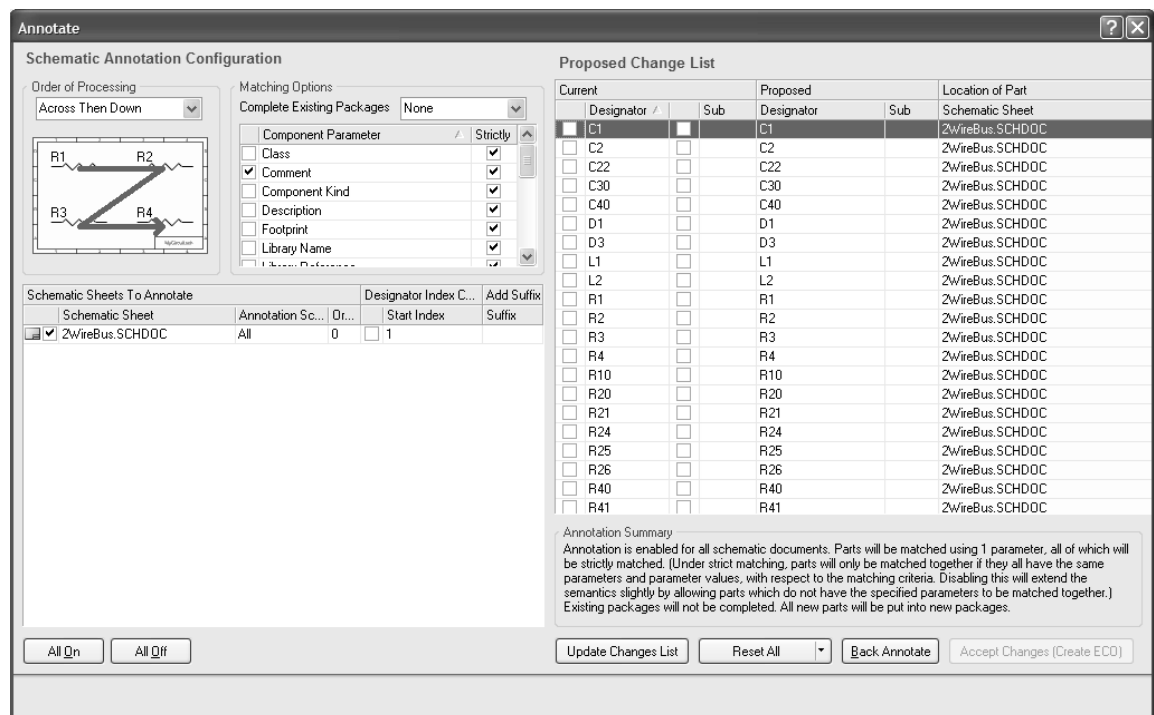 Annotate
Schematic Annotation Configuration
Order of Processing
Across Then Down
R1 R2
R3 R4
Matching Options
Complete Existing Packages None
Component Parameter Strictly
Class
Comment
Component Kind
Description
Footprint
Library Name
Library Reference
Schematic Sheets To Annotate Designator Index C... Add Suffix
Schematic Sheet Annotation Sc... Or... Start Index Suffix
2WireBus.SCHDOC All 0 1
All On All Off
Proposed Change List
Current Proposed Location of Part
Designator Sub Designator Sub Schematic Sheet
C1 C1 2WireBus.SCHDOC
C2 C2 2WireBus.SCHDOC
C22 C22 2WireBus.SCHDOC
C30 C30 2WireBus.SCHDOC
C40 C40 2WireBus.SCHDOC
D1 D1 2WireBus.SCHDOC
D3 D3 2WireBus.SCHDOC
L1 L1 2WireBus.SCHDOC
L2 L2 2WireBus.SCHDOC
R1 R1 2WireBus.SCHDOC
R2 R2 2WireBus.SCHDOC
R3 R3 2WireBus.SCHDOC
R4 R4 2WireBus.SCHDOC
R10 R10 2WireBus.SCHDOC
R20 R20 2WireBus.SCHDOC
R21 R21 2WireBus.SCHDOC
R24 R24 2WireBus.SCHDOC
R25 R25 2WireBus.SCHDOC
R26 R26 2WireBus.SCHDOC
R40 R40 2WireBus.SCHDOC
R41 R41 2WireBus.SCHDOC
Annotation Summary
Annotation is enabled for all schematic documents. Parts will be matched using 1 parameter, all of which will
be strictly matched. (Under strict matching, parts will only be matched together if they all have the same
parameters and parameter values, with respect to the matching criteria. Disabling this will extend the
semantics slightly by allowing parts which do not have the specified parameters to be matched together.)
Existing packages will not be completed. All new parts will be put into new packages.
Update Changes List Reset All Back Annotate Accept Changes (Create ECO)